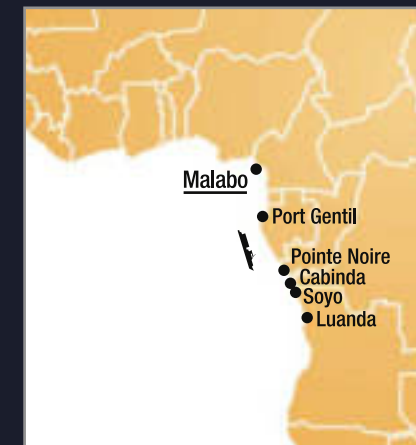 Malabo
Port Gentil
Pointe Noire
Cabinda
Soyo
Luanda